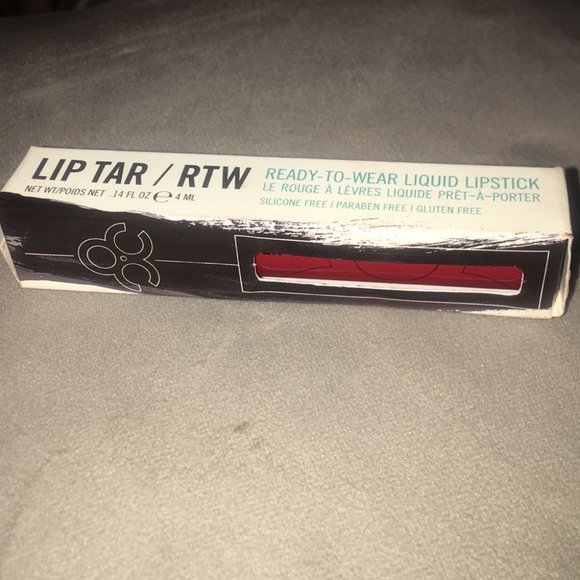 LIP TAR / RTW
NET WT/POIDS NET .14 FL OZ ℮ 4 ML
READY-TO-WEAR LIQUID LIPSTICK
LE ROUGE À LÈVRES LIQUIDE PRÊT-À-PORTER
SILICONE FREE | PARABEN FREE | GLUTEN FREE